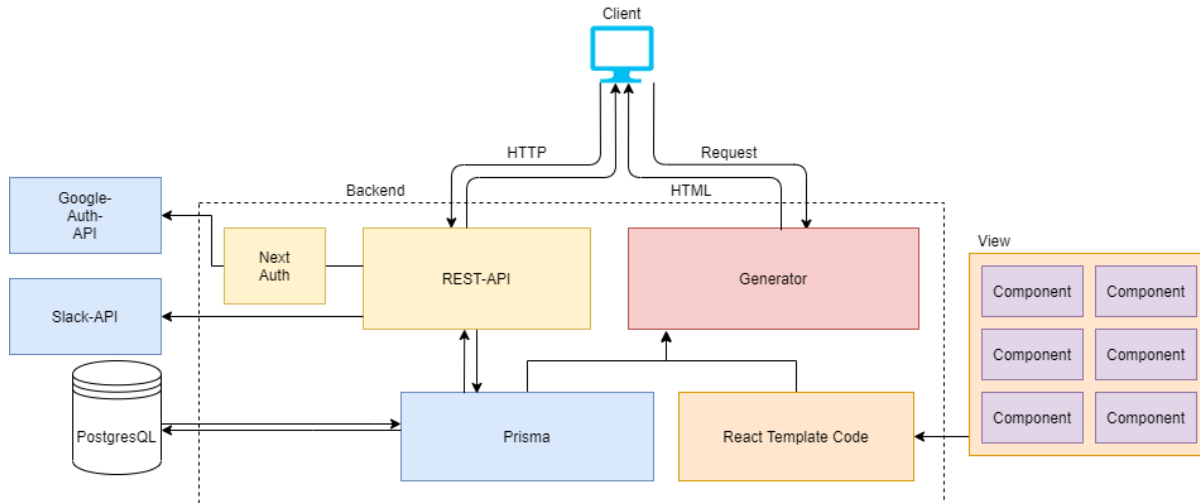 Client
HTTP
Request
Backend
HTML
Google-
Auth-
API
Next
Auth
REST-API
Generator
View
Component
Component
Slack-API
Component
Component
PostgresQL
Prisma
React Template Code
Component
Component